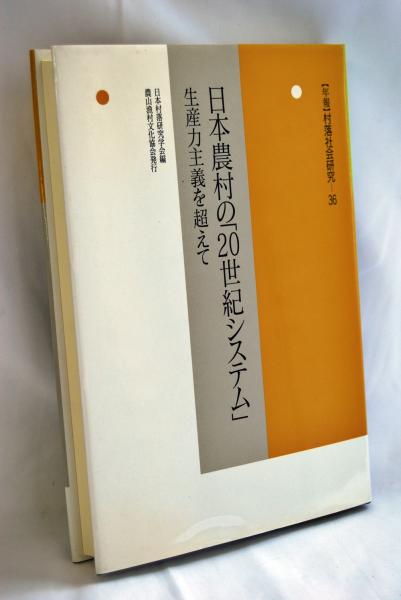 【年報】村落社会研究—36
日本農村の「20世紀システム」
生産力主義を超えて
日本村落研究学会編
農山漁村文化協会発行